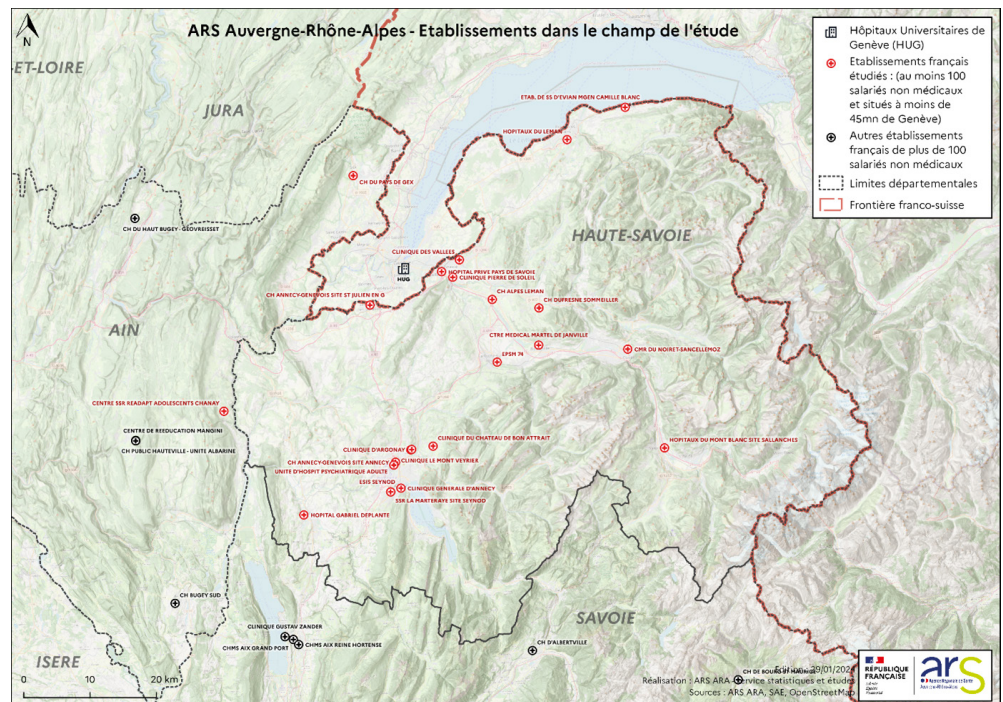 ARS Auvergne-Rhône-Alpes - Etablissements dans le champ de l'étude
N
Hôpitaux Universitaires de
Genève (HUG)
Etablissements français
étudiés : (au moins 100
salariés non médicaux
et situés à moins de
45mn de Genève)
Autres établissements
français de plus de 100
salariés non médicaux
Limites départementales
Frontière franco-suisse
-ET-LOIRE
JURA
ETAB. DE SS D'EVIAN MGEN CAMILLE BLANC
HOPITAUX DU LEMAN
CH DU PAYS DE GEX
CH DU HAUT BUGEY - GEOVREISSET
HAUTE-SAVOIE
CLINIQUE DES VALLEES
HUG
HOPITAL PRIVE PAYS DE SAVOIE
CLINIQUE PIERRE DE SOLEIL
CH ANNECY-GENEVOIS SITE ST JULIEN EN G
CH ALPES LEMAN
CH DUFRESNE SOMMEILLER
AIN
CTRE MEDICAL MARTEL DE JANVILLE
CMR DU NOIRET-SANCELLEMOZ
EPSM 74
CENTRE SSR READAPT ADOLESCENTS CHANAY
CENTRE DE REEDUCATION MANGINI
CH PUBLIC HAUTEVILLE - UNITE ALBARINE
CLINIQUE DU CHATEAU DE BON ATTRAIT
HOPITAUX DU MONT BLANC SITE SALLANCHES
CLINIQUE D'ARGONAY
CH ANNECY-GENEVOIS SITE ANNECY
CLINIQUE LE MONT VEYRIER
UNITE D'HOSPIT PSYCHIATRIQUE ADULTE
ESIS SEYNOD
CLINIQUE GENERALE D'ANNECY
SSR LA MARTERAYE SITE SEYNOD
HOPITAL GABRIEL DEPLANTE
CH BUGEY SUD
CLINIQUE GUSTAV ZANDER
CHMS AIX GRAND PORT
CHMS AIX REINE HORTENSE
SAVOIE
CH D'ALBERTVILLE
ISERE
0 10 20 km
CH DE BOURG
Réalisation : ARS ARA - Service statistiques et études
Sources : ARS ARA, SAE, OpenStreetMap
RÉPUBLIQUE
FRANÇAISE
ars